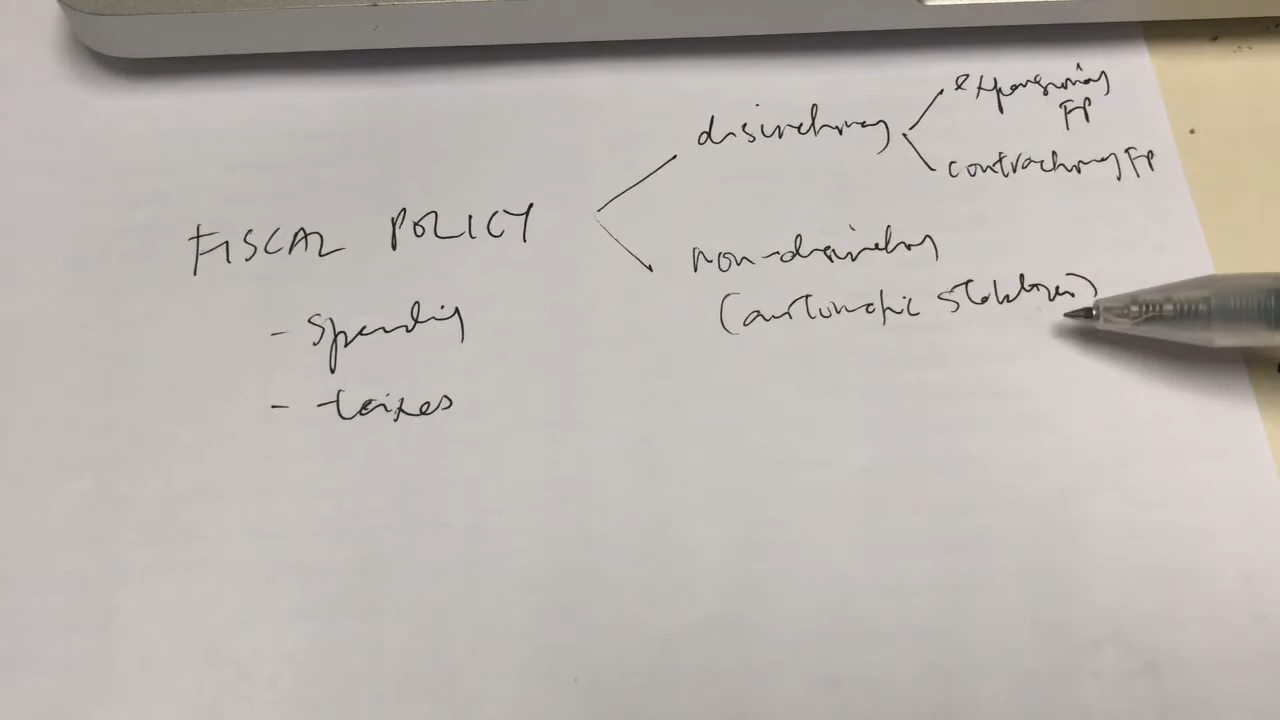 FISCAL POLICY
- spending
- taxes
discretionary
expansionary
FP
contractionary FP
non-discretionary
(automatic stabilizers)